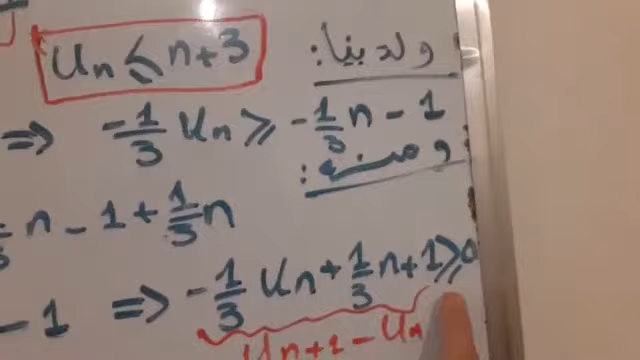 Uₙ ≤ n+3
ولدينا:
⇒ -1/3 Uₙ ≥ -1/3 n - 1
ومنه:
n - 1 + 1/3 n
- 1 ⇒ -1/3 Uₙ + 1/3 n + 1 ≥ 0
Uₙ₊₁ - Uₙ